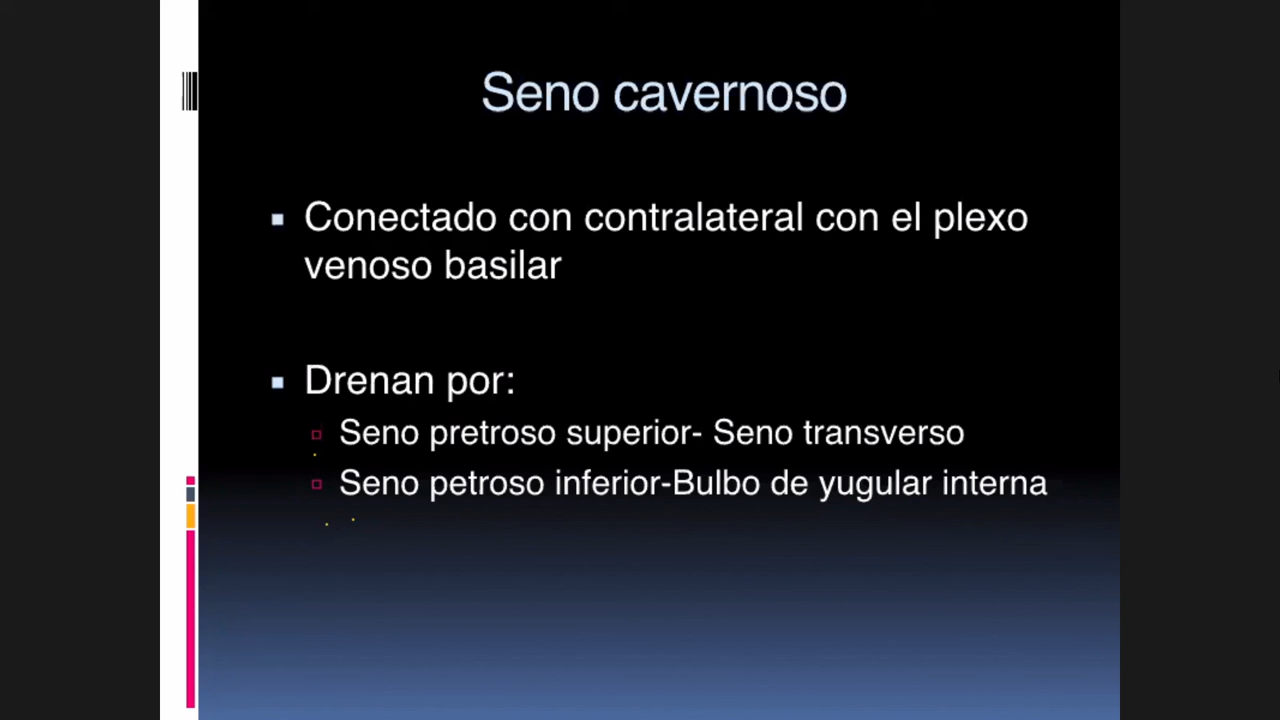 Seno cavernoso
Conectado con contralateral con el plexo
venoso basilar
Drenan por:
Seno pretroso superior- Seno transverso
Seno petroso inferior-Bulbo de yugular interna